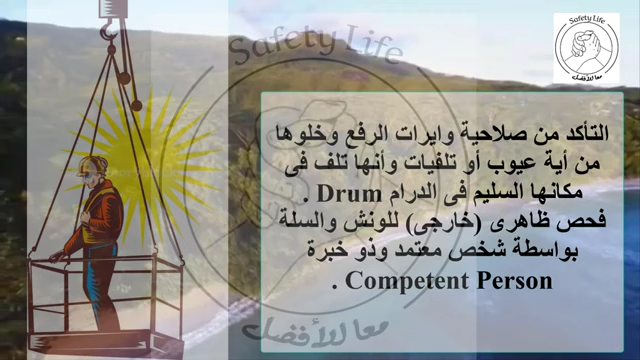 Safety Life
معا للأفضل
Safety Life
التأكد من صلاحية وايرات الرفع وخلوها
من أية عيوب أو تلفيات وأنها تلف فى
مكانها السليم فى الدرام Drum .
فحص ظاهرى (خارجى) للونش والسلة
بواسطة شخص معتمد وذو خبرة
Competent Person .
معا للأفضل